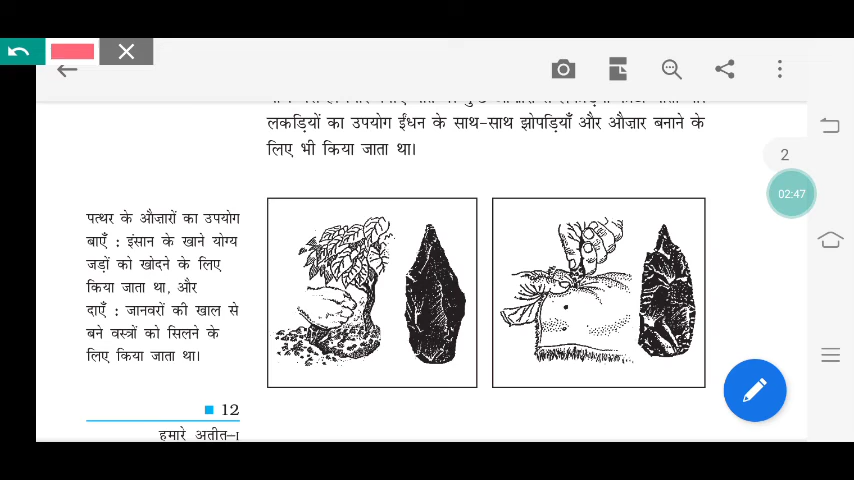 लकड़ियों का उपयोग ईंधन के साथ-साथ झोपड़ियाँ और औज़ार बनाने के
लिए भी किया जाता था।
2
02:47
पत्थर के औज़ारों का उपयोग
बाएँ : इंसान के खाने योग्य
जड़ों को खोदने के लिए
किया जाता था, और
दाएँ : जानवरों की खाल से
बने वस्त्रों को सिलने के
लिए किया जाता था।
12
हमारे अतीत–I